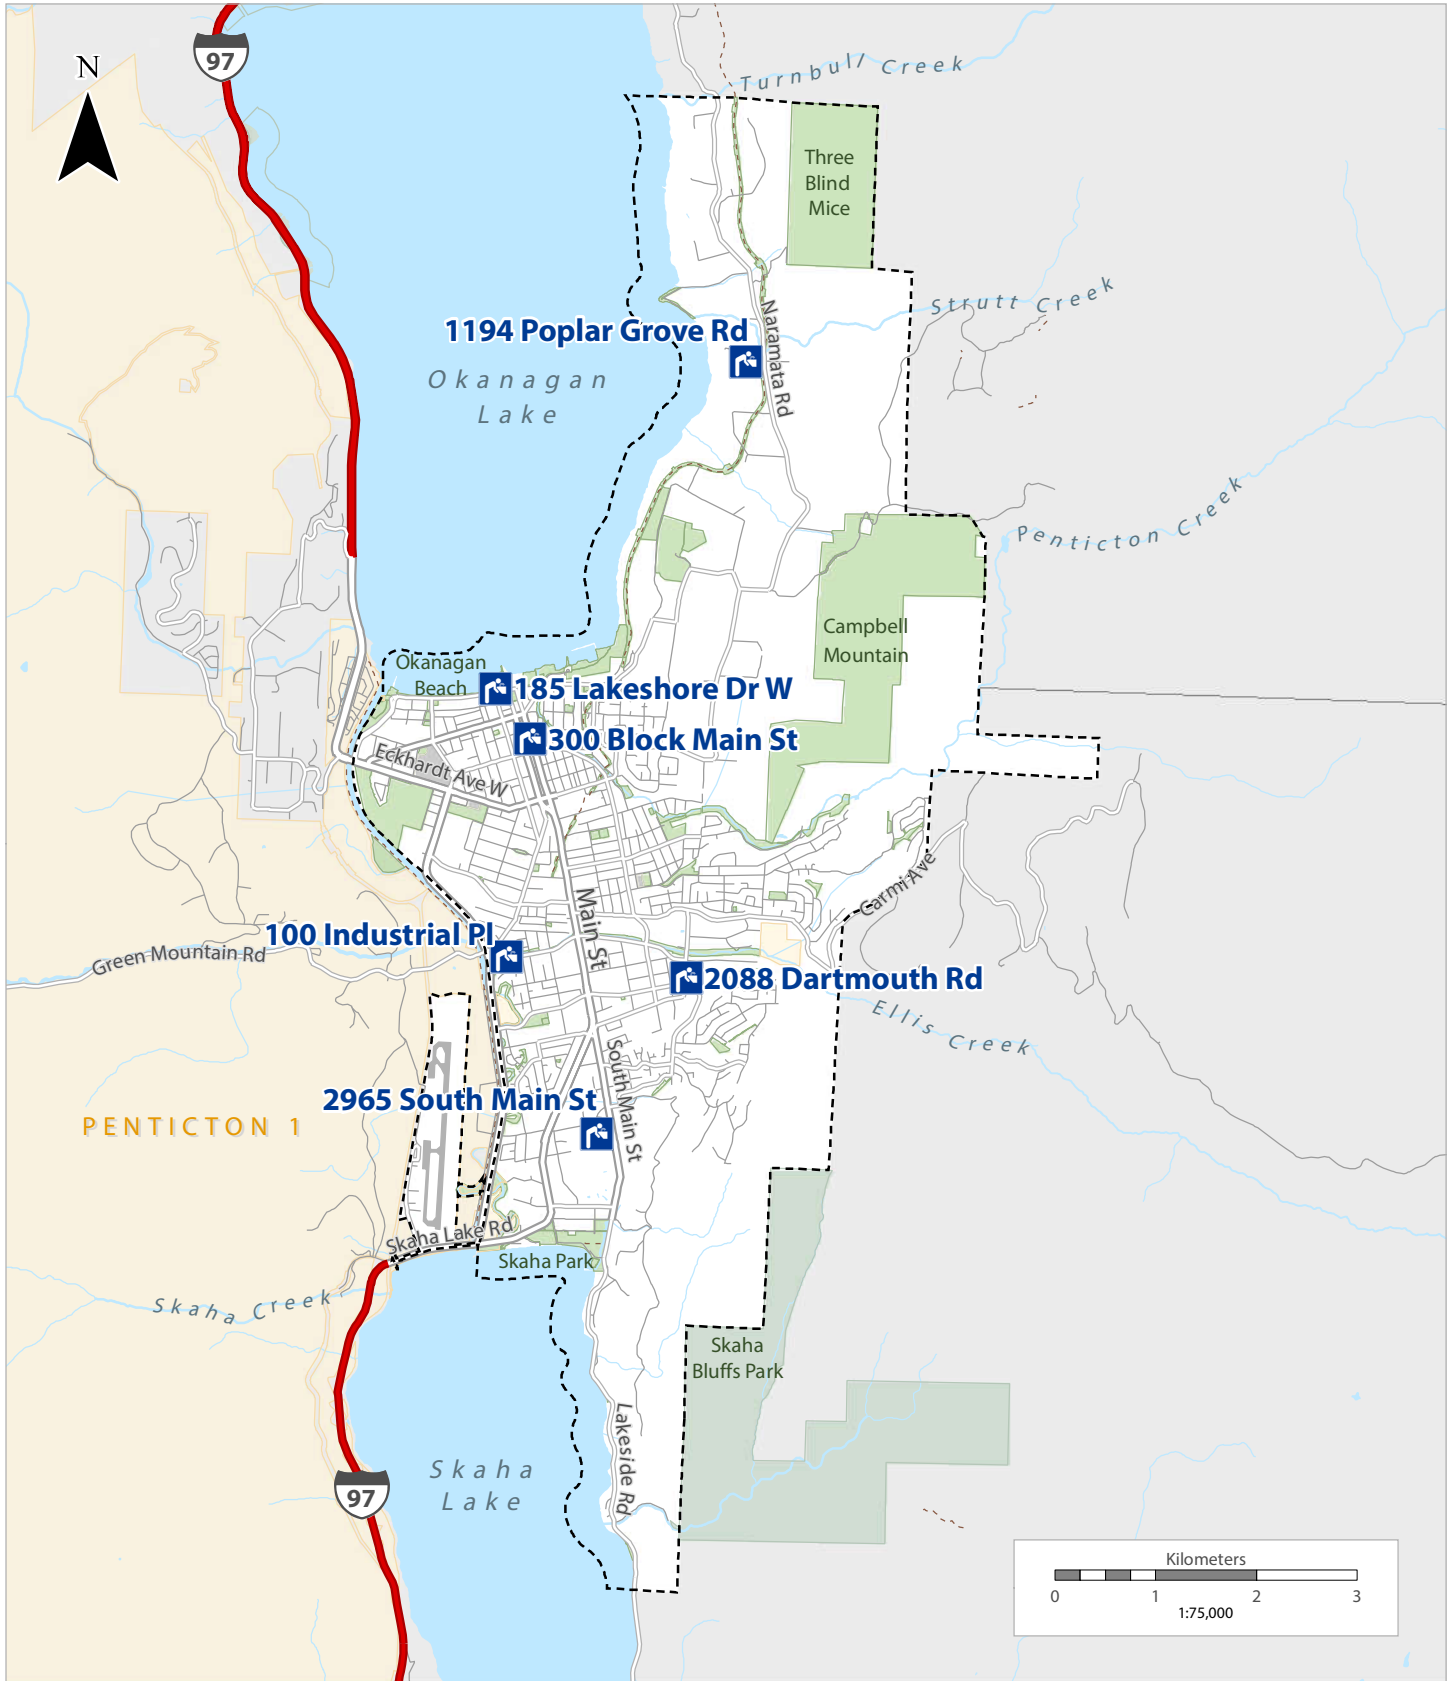 97
N
Turnbull Creek
Three
Blind
Mice
Strutt Creek
1194 Poplar Grove Rd
Naramata Rd
Okanagan
Lake
Penticton Creek
Campbell
Mountain
Okanagan
Beach
185 Lakeshore Dr W
300 Block Main St
Eckhardt Ave W
Carmi Ave
Main St
100 Industrial Pl
Green Mountain Rd
2088 Dartmouth Rd
Ellis Creek
South Main St
2965 South Main St
PENTICTON 1
Skaha Lake Rd
Skaha Park
Skaha Creek
Skaha
Bluffs Park
Lakeside Rd
Skaha
Lake
97
Kilometers
0 1 2 3
1:75,000